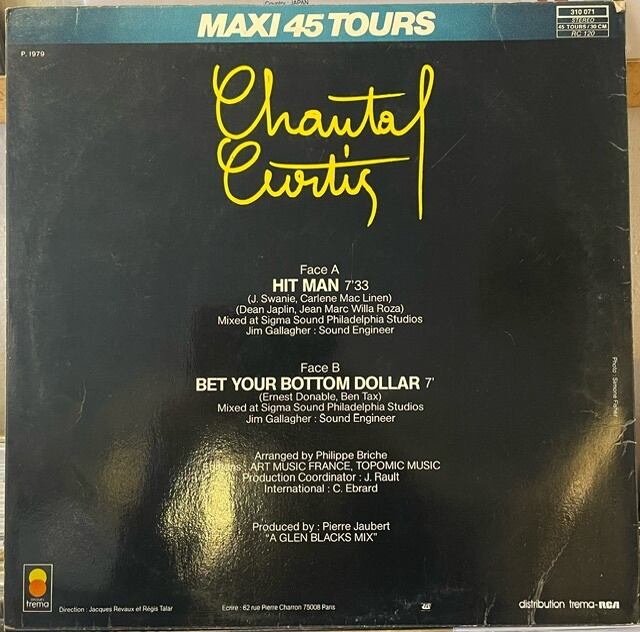 Country : JAPAN
MAXI 45 TOURS
310 071
STEREO
45 TOURS / 30 CM
RC 120
P. 1979
Chantal
Curtis
Face A
HIT MAN 7'33
(J. Swanie, Carlene Mac Linen)
(Dean Japlin, Jean Marc Willa Roza)
Mixed at Sigma Sound Philadelphia Studios
Jim Gallagher : Sound Engineer
Face B
BET YOUR BOTTOM DOLLAR 7'
(Ernest Donable, Ben Tax)
Mixed at Sigma Sound Philadelphia Studios
Jim Gallagher : Sound Engineer
Arranged by Philippe Briche
: ART MUSIC FRANCE, TOPOMIC MUSIC
Production Coordinator : J. Rault
International : C. Ebrard
Produced by : Pierre Jaubert
"A GLEN BLACKS MIX"
Photo Simone
trema
Direction : Jacques Revaux et Régis Talar
Ecrire : 62 rue Pierre Charron 75008 Paris
distribution trema-RCA